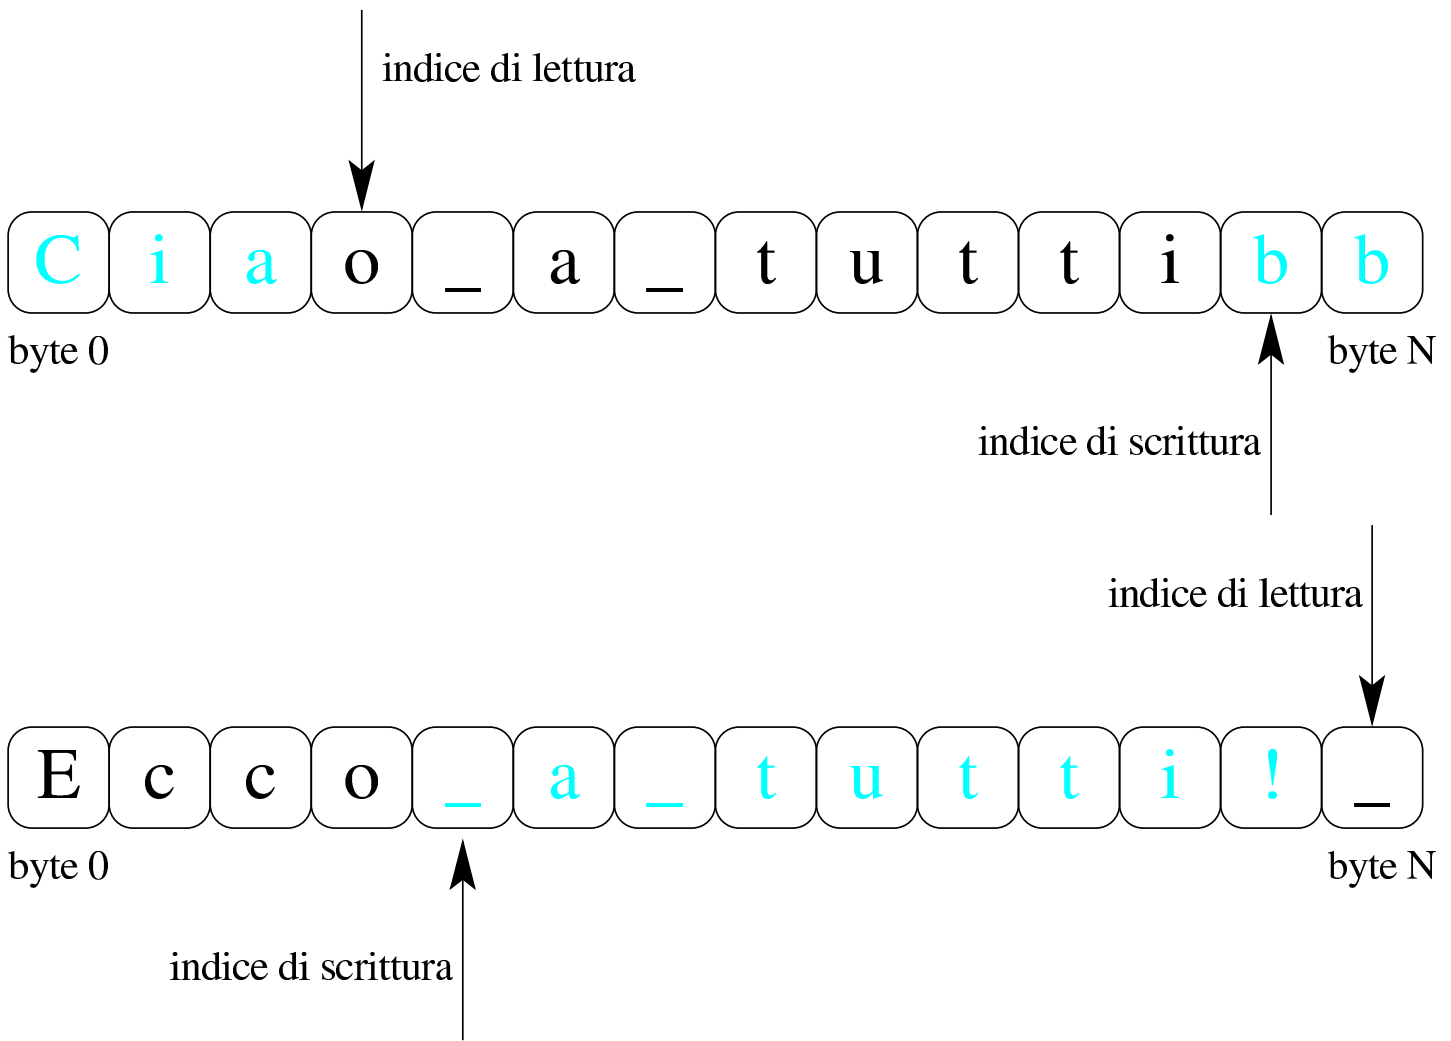 indice di lettura
C i a o _ a _ t u t t i b b
byte 0 byte N
indice di scrittura
indice di lettura
E c c o _ a _ t u t t i ! _
byte 0 byte N
indice di scrittura